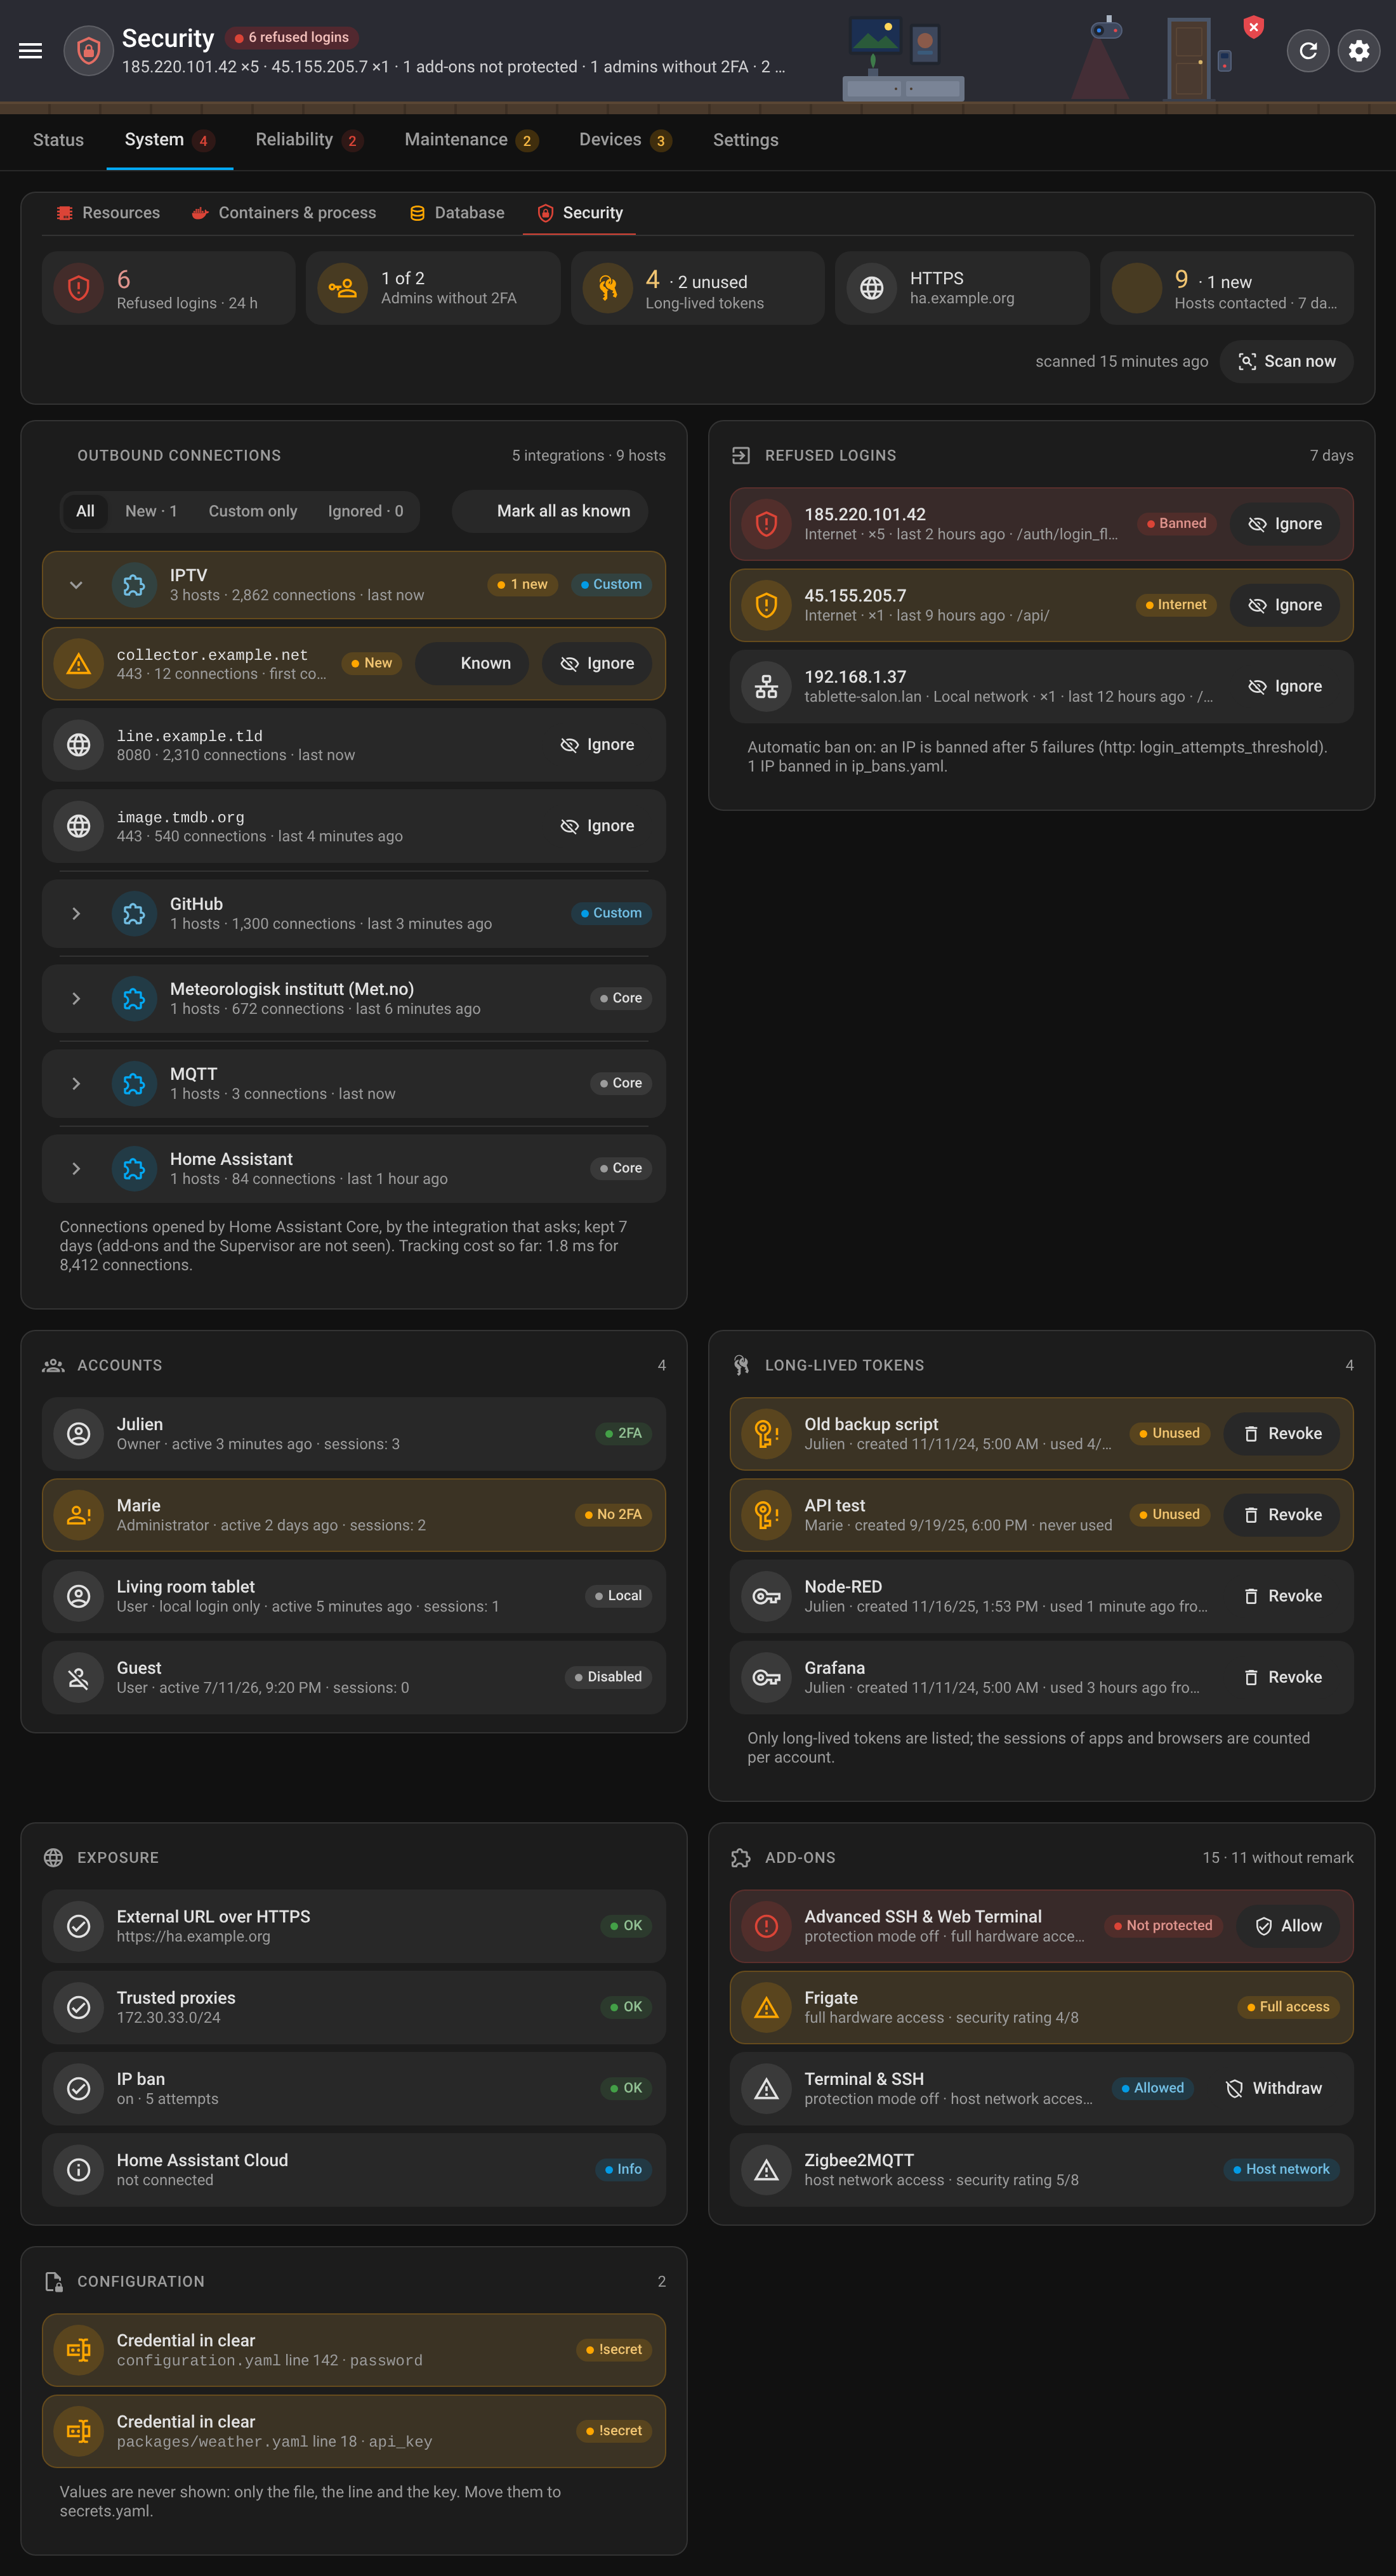 Security
6 refused logins
185.220.101.42 ×5 · 45.155.205.7 ×1 · 1 add-ons not protected · 1 admins without 2FA · 2 ...
Status
System 4
Reliability 2
Maintenance 2
Devices 3
Settings
Resources
Containers & process
Database
Security
6
Refused logins · 24 h
1 of 2
Admins without 2FA
4 · 2 unused
Long-lived tokens
HTTPS
ha.example.org
9 · 1 new
Hosts contacted · 7 da...
scanned 15 minutes ago
Scan now
OUTBOUND CONNECTIONS
5 integrations · 9 hosts
All
New · 1
Custom only
Ignored · 0
Mark all as known
IPTV
3 hosts · 2,862 connections · last now
1 new
Custom
collector.example.net
443 · 12 connections · first co...
New
Known
Ignore
line.example.tld
8080 · 2,310 connections · last now
Ignore
image.tmdb.org
443 · 540 connections · last 4 minutes ago
Ignore
GitHub
1 hosts · 1,300 connections · last 3 minutes ago
Custom
Meteorologisk institutt (Met.no)
1 hosts · 672 connections · last 6 minutes ago
Core
MQTT
1 hosts · 3 connections · last now
Core
Home Assistant
1 hosts · 84 connections · last 1 hour ago
Core
Connections opened by Home Assistant Core, by the integration that asks; kept 7
days (add-ons and the Supervisor are not seen). Tracking cost so far: 1.8 ms for
8,412 connections.
REFUSED LOGINS
7 days
185.220.101.42
Internet · ×5 · last 2 hours ago · /auth/login_fl...
Banned
Ignore
45.155.205.7
Internet · ×1 · last 9 hours ago · /api/
Internet
Ignore
192.168.1.37
tablette-salon.lan · Local network · ×1 · last 12 hours ago · /...
Ignore
Automatic ban on: an IP is banned after 5 failures (http: login_attempts_threshold).
1 IP banned in ip_bans.yaml.
ACCOUNTS
4
Julien
Owner · active 3 minutes ago · sessions: 3
2FA
Marie
Administrator · active 2 days ago · sessions: 2
No 2FA
Living room tablet
User · local login only · active 5 minutes ago · sessions: 1
Local
Guest
User · active 7/11/26, 9:20 PM · sessions: 0
Disabled
LONG-LIVED TOKENS
4
Old backup script
Julien · created 11/11/24, 5:00 AM · used 4/...
Unused
Revoke
API test
Marie · created 9/19/25, 6:00 PM · never used
Unused
Revoke
Node-RED
Julien · created 11/16/25, 1:53 PM · used 1 minute ago fro...
Revoke
Grafana
Julien · created 11/11/24, 5:00 AM · used 3 hours ago fro...
Revoke
Only long-lived tokens are listed; the sessions of apps and browsers are counted
per account.
EXPOSURE
External URL over HTTPS
https://ha.example.org
OK
Trusted proxies
172.30.33.0/24
OK
IP ban
on · 5 attempts
OK
Home Assistant Cloud
not connected
Info
ADD-ONS
15 · 11 without remark
Advanced SSH & Web Terminal
protection mode off · full hardware acce...
Not protected
Allow
Frigate
full hardware access · security rating 4/8
Full access
Terminal & SSH
protection mode off · host network acces...
Allowed
Withdraw
Zigbee2MQTT
host network access · security rating 5/8
Host network
CONFIGURATION
2
Credential in clear
configuration.yaml line 142 · password
!secret
Credential in clear
packages/weather.yaml line 18 · api_key
!secret
Values are never shown: only the file, the line and the key. Move them to
secrets.yaml.